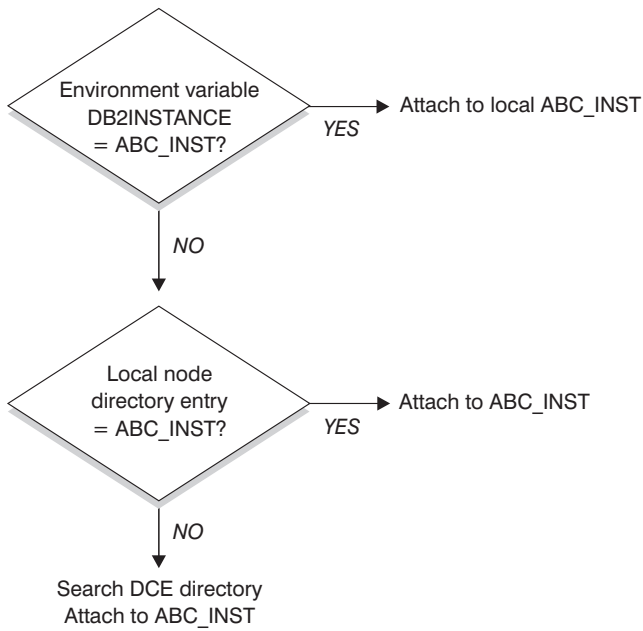 Environment variable
DB2INSTANCE
= ABC_INST?
YES
Attach to local ABC_INST
NO
Local node
directory entry
= ABC_INST?
YES
Attach to ABC_INST
NO
Search DCE directory
Attach to ABC_INST